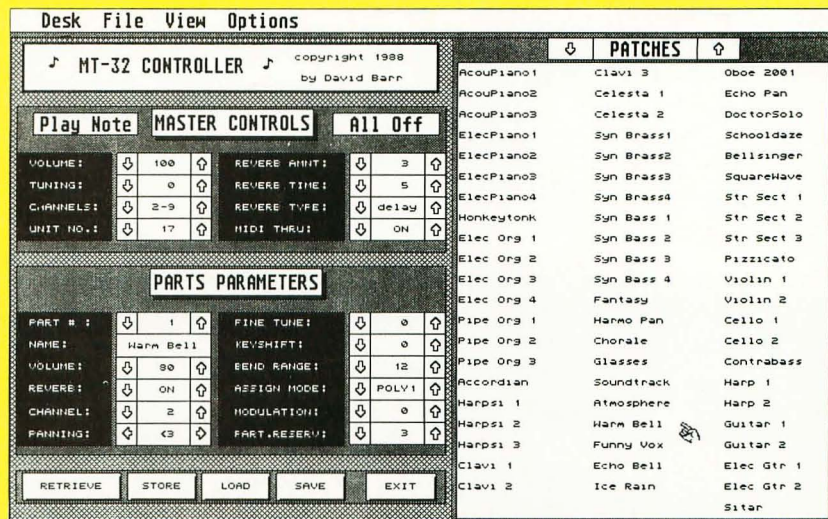 Desk File View Options
♪ MT-32 CONTROLLER ♪
copyright 1988
by David Barr
Play Note MASTER CONTROLS All Off
VOLUME: 100
TUNING: 0
CHANNELS: 2-9
UNIT NO.: 17
REVERB AMNT: 3
REVERB TIME: 5
REVERB TYPE: delay
MIDI THRU: ON
PARTS PARAMETERS
PART # : 1
NAME: Warm Bell
VOLUME: 90
REVERB: ON
CHANNEL: 2
PANNING: <3
FINE TUNE: 0
KEYSHIFT: 0
BEND RANGE: 12
ASSIGN MODE: POLY1
MODULATION: 0
PART.RESERV: 3
RETRIEVE STORE LOAD SAVE EXIT
PATCHES
AcouPiano1
AcouPiano2
AcouPiano3
ElecPiano1
ElecPiano2
ElecPiano3
ElecPiano4
Honkeytonk
Elec Org 1
Elec Org 2
Elec Org 3
Elec Org 4
Pipe Org 1
Pipe Org 2
Pipe Org 3
Accordian
Harpsi 1
Harpsi 2
Harpsi 3
Clavi 1
Clavi 2
Clavi 3
Celesta 1
Celesta 2
Syn Brass1
Syn Brass2
Syn Brass3
Syn Brass4
Syn Bass 1
Syn Bass 2
Syn Bass 3
Syn Bass 4
Fantasy
Harmo Pan
Chorale
Glasses
Soundtrack
Atmosphere
Warm Bell
Funny Vox
Echo Bell
Ice Rain
Oboe 2001
Echo Pan
DoctorSolo
Schooldaze
Bellsinger
SquareWave
Str Sect 1
Str Sect 2
Str Sect 3
Pizzicato
Violin 1
Violin 2
Cello 1
Cello 2
Contrabass
Harp 1
Harp 2
Guitar 1
Guitar 2
Elec Gtr 1
Elec Gtr 2
Sitar